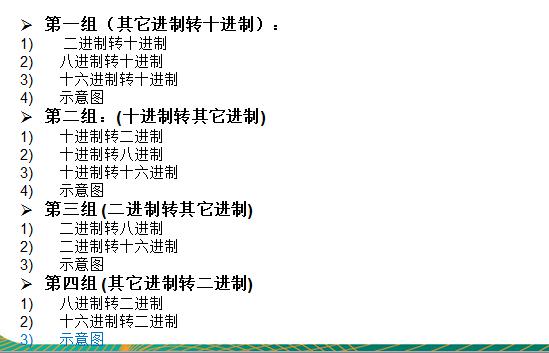 ➢ 第一组（其它进制转十进制）:
1) 二进制转十进制
2) 八进制转十进制
3) 十六进制转十进制
4) 示意图
➢ 第二组：(十进制转其它进制)
1) 十进制转二进制
2) 十进制转八进制
3) 十进制转十六进制
4) 示意图
➢ 第三组 (二进制转其它进制)
1) 二进制转八进制
2) 二进制转十六进制
3) 示意图
➢ 第四组 (其它进制转二进制)
1) 八进制转二进制
2) 十六进制转二进制
3) 示意图